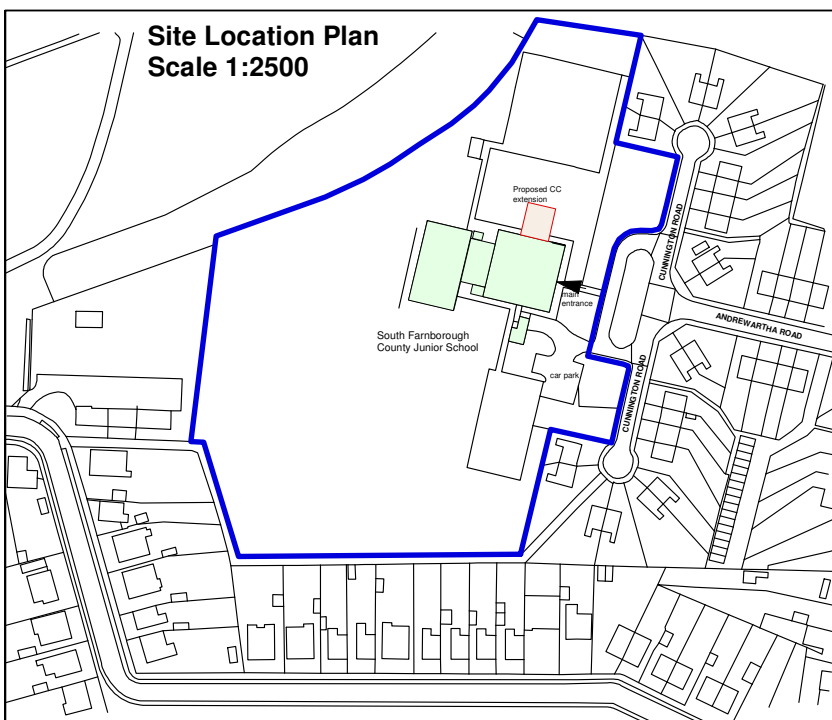 Site Location Plan
Scale 1:2500
Proposed CC
extension
CUNNINGTON ROAD
main
entrance
ANDREWARTHA ROAD
South Farnborough
County Junior School
car park
CUNNINGTON ROAD